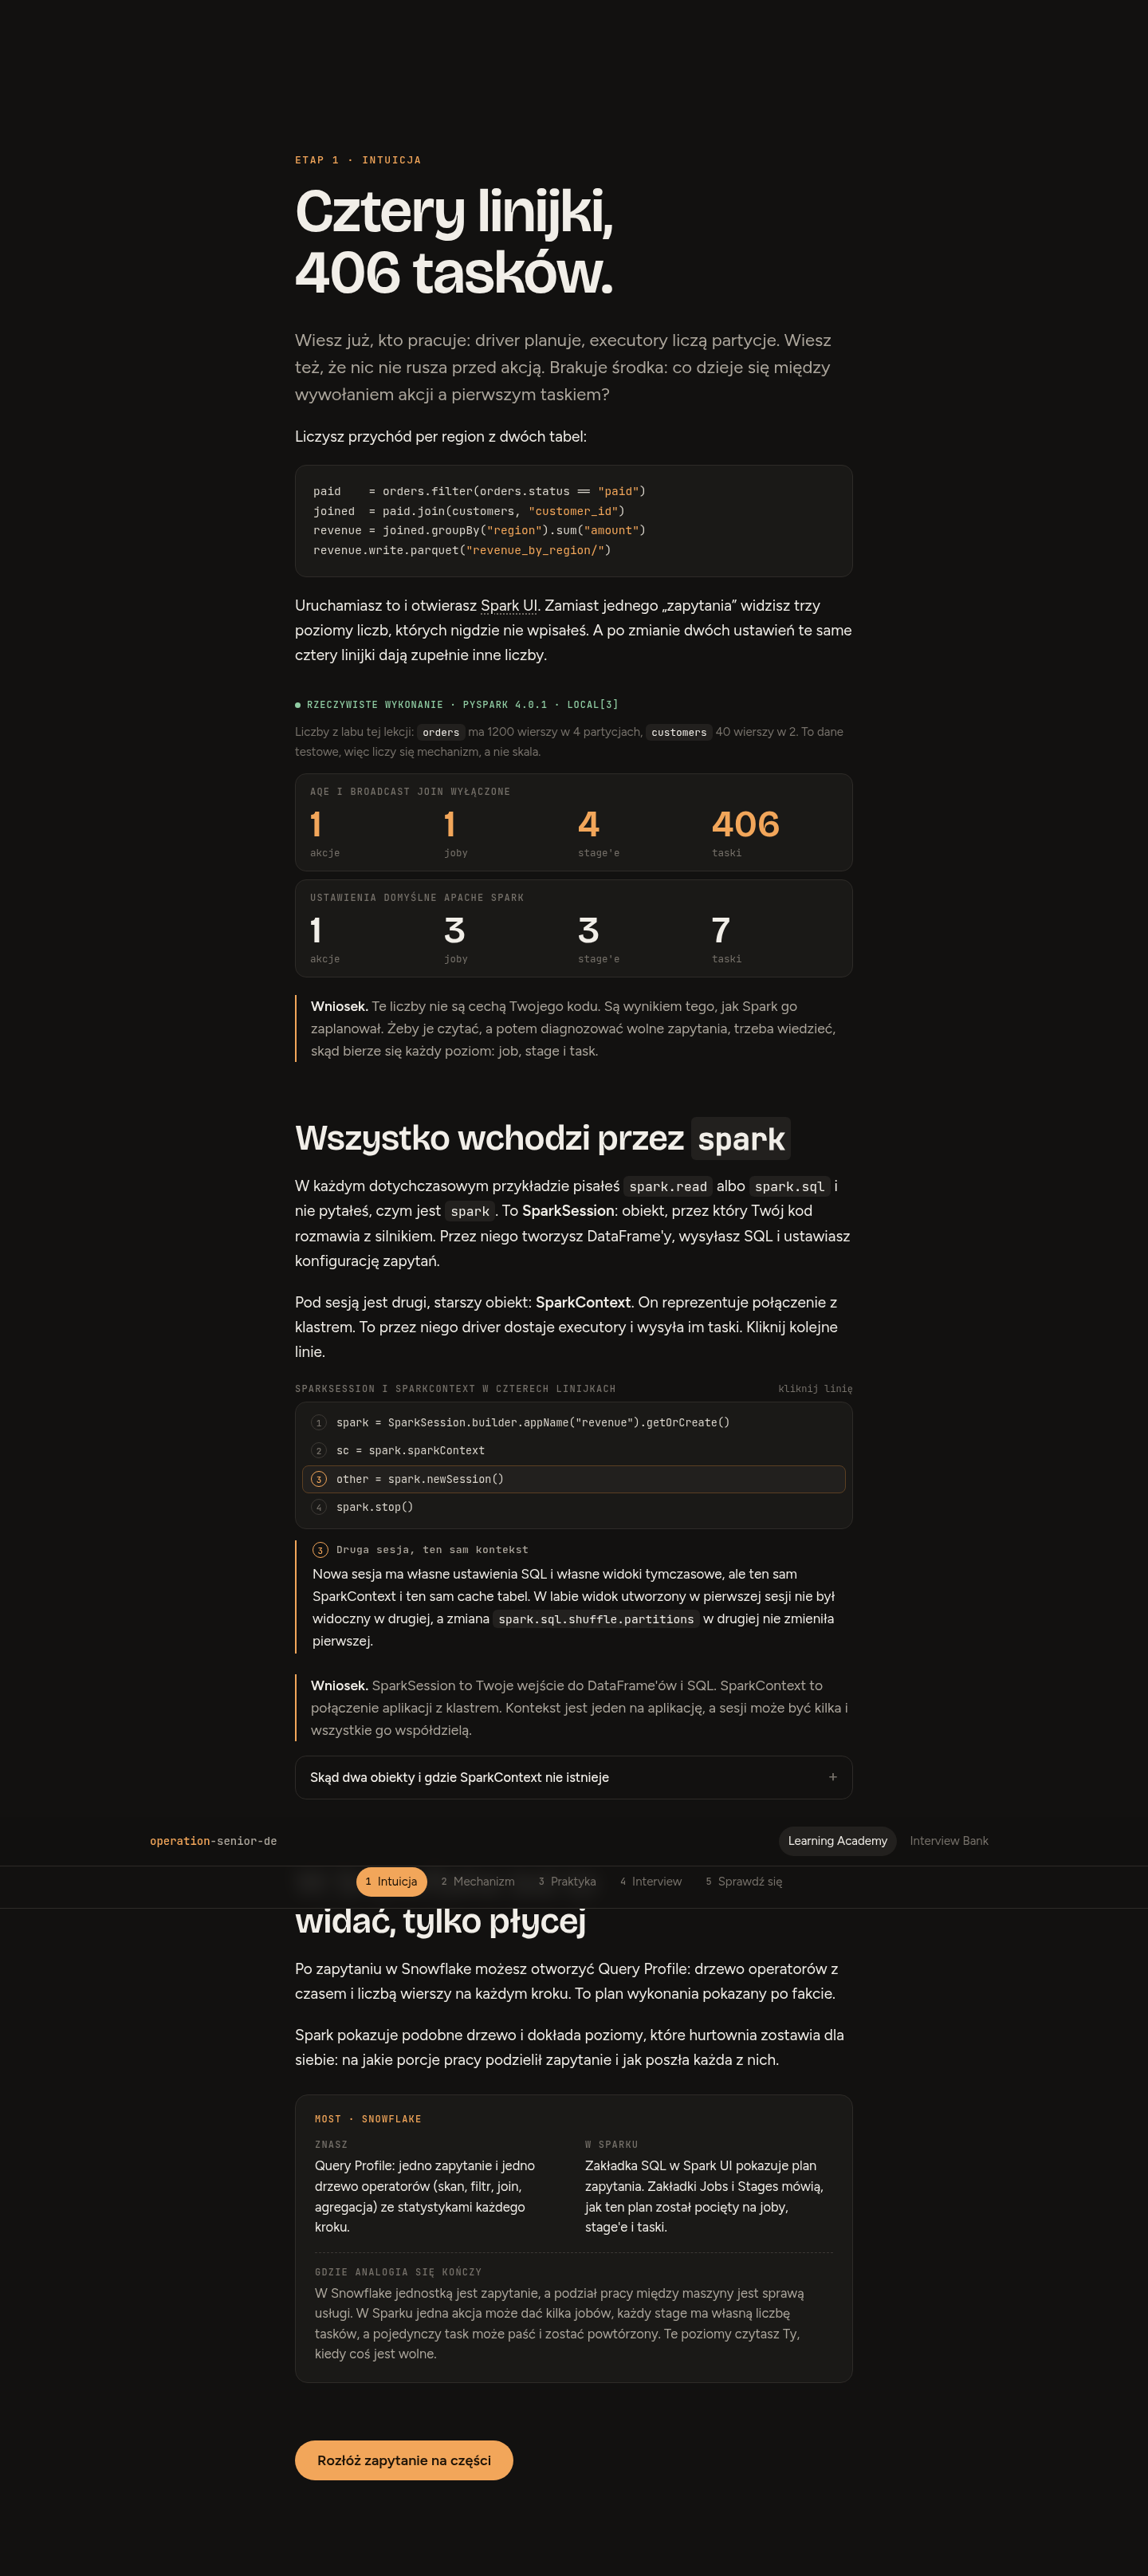 ETAP 1 · INTUICJA
Cztery linijki,
406 tasków.
Wiesz już, kto pracuje: driver planuje, executory liczą partycje. Wiesz
też, że nic nie rusza przed akcją. Brakuje środka: co dzieje się między
wywołaniem akcji a pierwszym taskiem?
Liczysz przychód per region z dwóch tabel:
paid    = orders.filter(orders.status == "paid")
joined  = paid.join(customers, "customer_id")
revenue = joined.groupBy("region").sum("amount")
revenue.write.parquet("revenue_by_region/")
Uruchamiasz to i otwierasz Spark UI. Zamiast jednego „zapytania” widzisz trzy
poziomy liczb, których nigdzie nie wpisałeś. A po zmianie dwóch ustawień te same
cztery linijki dają zupełnie inne liczby.
RZECZYWISTE WYKONANIE · PYSPARK 4.0.1 · LOCAL[3]
Liczby z labu tej lekcji: orders ma 1200 wierszy w 4 partycjach, customers 40 wierszy w 2. To dane
testowe, więc liczy się mechanizm, a nie skala.
AQE I BROADCAST JOIN WYŁĄCZONE
1 1 4 406
akcje joby stage'e taski
USTAWIENIA DOMYŚLNE APACHE SPARK
1 3 3 7
akcje joby stage'e taski
Wniosek. Te liczby nie są cechą Twojego kodu. Są wynikiem tego, jak Spark go
zaplanował. Żeby je czytać, a potem diagnozować wolne zapytania, trzeba wiedzieć,
skąd bierze się każdy poziom: job, stage i task.
Wszystko wchodzi przez spark
W każdym dotychczasowym przykładzie pisałeś spark.read albo spark.sql i
nie pytałeś, czym jest spark. To SparkSession: obiekt, przez który Twój kod
rozmawia z silnikiem. Przez niego tworzysz DataFrame'y, wysyłasz SQL i ustawiasz
konfigurację zapytań.
Pod sesją jest drugi, starszy obiekt: SparkContext. On reprezentuje połączenie z
klastrem. To przez niego driver dostaje executory i wysyła im taski. Kliknij kolejne
linie.
SPARKSESSION I SPARKCONTEXT W CZTERECH LINIJKACH kliknij linię
1 spark = SparkSession.builder.appName("revenue").getOrCreate()
2 sc = spark.sparkContext
3 other = spark.newSession()
4 spark.stop()
3 Druga sesja, ten sam kontekst
Nowa sesja ma własne ustawienia SQL i własne widoki tymczasowe, ale ten sam
SparkContext i ten sam cache tabel. W labie widok utworzony w pierwszej sesji nie był
widoczny w drugiej, a zmiana spark.sql.shuffle.partitions w drugiej nie zmieniła
pierwszej.
Wniosek. SparkSession to Twoje wejście do DataFrame'ów i SQL. SparkContext to
połączenie aplikacji z klastrem. Kontekst jest jeden na aplikację, a sesji może być kilka i
wszystkie go współdzielą.
Skąd dwa obiekty i gdzie SparkContext nie istnieje +
operation-senior-de Learning Academy Interview Bank
1 Intuicja 2 Mechanizm 3 Praktyka 4 Interview 5 Sprawdź się
widać, tylko płycej
Po zapytaniu w Snowflake możesz otworzyć Query Profile: drzewo operatorów z
czasem i liczbą wierszy na każdym kroku. To plan wykonania pokazany po fakcie.
Spark pokazuje podobne drzewo i dokłada poziomy, które hurtownia zostawia dla
siebie: na jakie porcje pracy podzielił zapytanie i jak poszła każda z nich.
MOST · SNOWFLAKE
ZNASZ
Query Profile: jedno zapytanie i jedno
drzewo operatorów (skan, filtr, join,
agregacja) ze statystykami każdego
kroku.
W SPARKU
Zakładka SQL w Spark UI pokazuje plan
zapytania. Zakładki Jobs i Stages mówią,
jak ten plan został pocięty na joby,
stage'e i taski.
GDZIE ANALOGIA SIĘ KOŃCZY
W Snowflake jednostką jest zapytanie, a podział pracy między maszyny jest sprawą
usługi. W Sparku jedna akcja może dać kilka jobów, każdy stage ma własną liczbę
tasków, a pojedynczy task może paść i zostać powtórzony. Te poziomy czytasz Ty,
kiedy coś jest wolne.
Rozłóż zapytanie na części